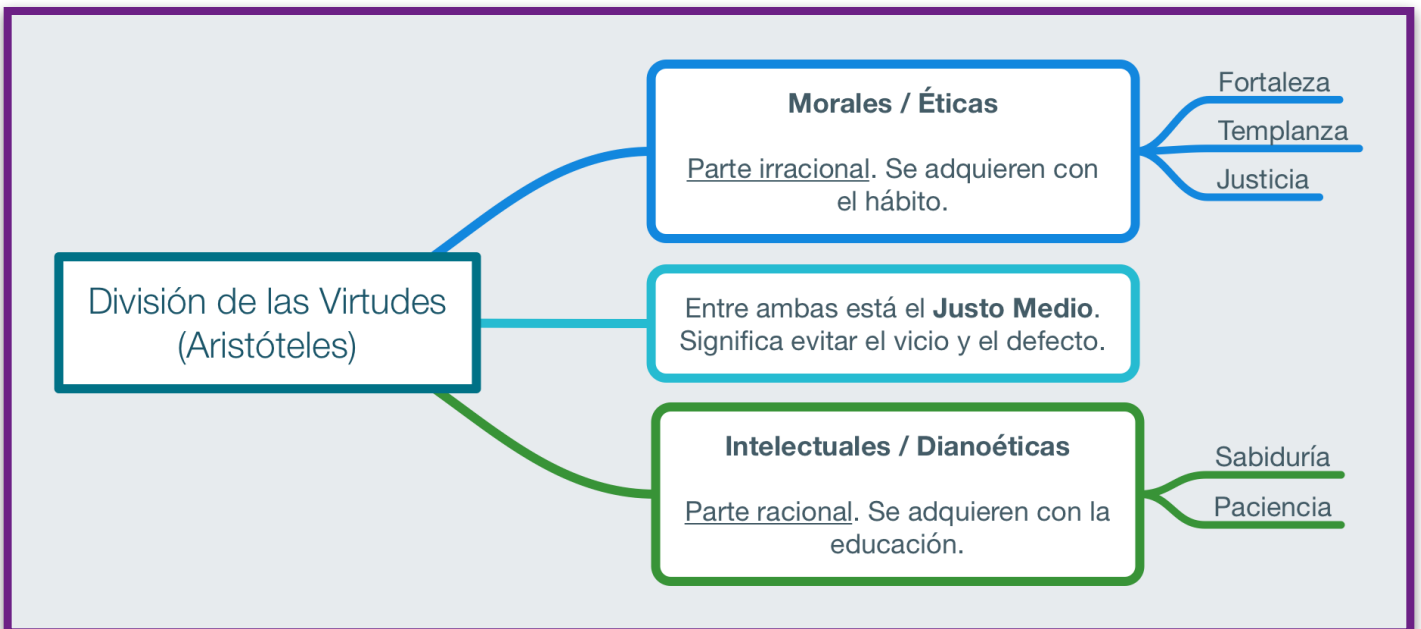 División de las Virtudes
(Aristóteles)
Morales / Éticas
Parte irracional. Se adquieren con
el hábito.
Fortaleza
Templanza
Justicia
Entre ambas está el Justo Medio.
Significa evitar el vicio y el defecto.
Intelectuales / Dianoéticas
Parte racional. Se adquieren con la
educación.
Sabiduría
Paciencia